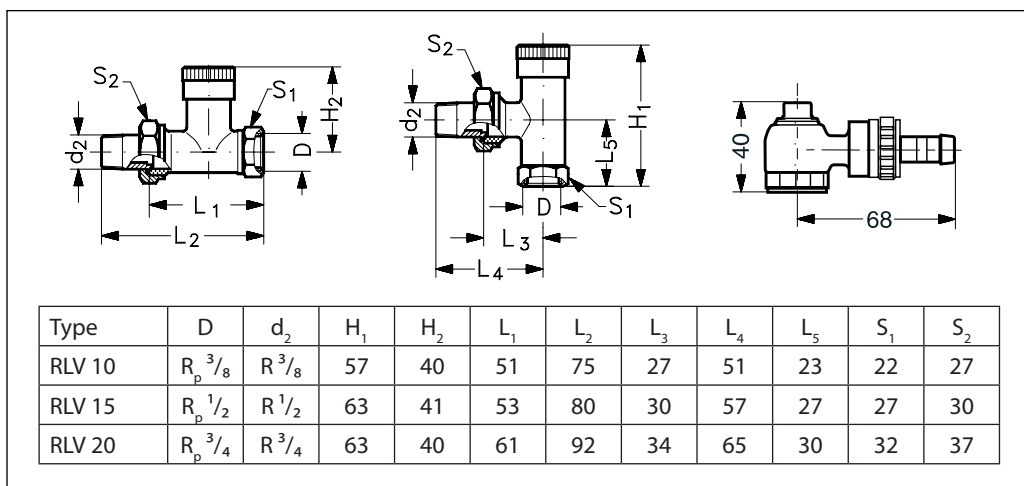 S₂
S₁
H₂
d₂
D
L₁
L₂
S₂
d₂
H₁
L₅
D
S₁
L₃
L₄
40
68
Type D d₂ H₁ H₂ L₁ L₂ L₃ L₄ L₅ S₁ S₂
RLV 10 Rₚ ³/₈ R ³/₈ 57 40 51 75 27 51 23 22 27
RLV 15 Rₚ ¹/₂ R ¹/₂ 63 41 53 80 30 57 27 27 30
RLV 20 Rₚ ³/₄ R ³/₄ 63 40 61 92 34 65 30 32 37